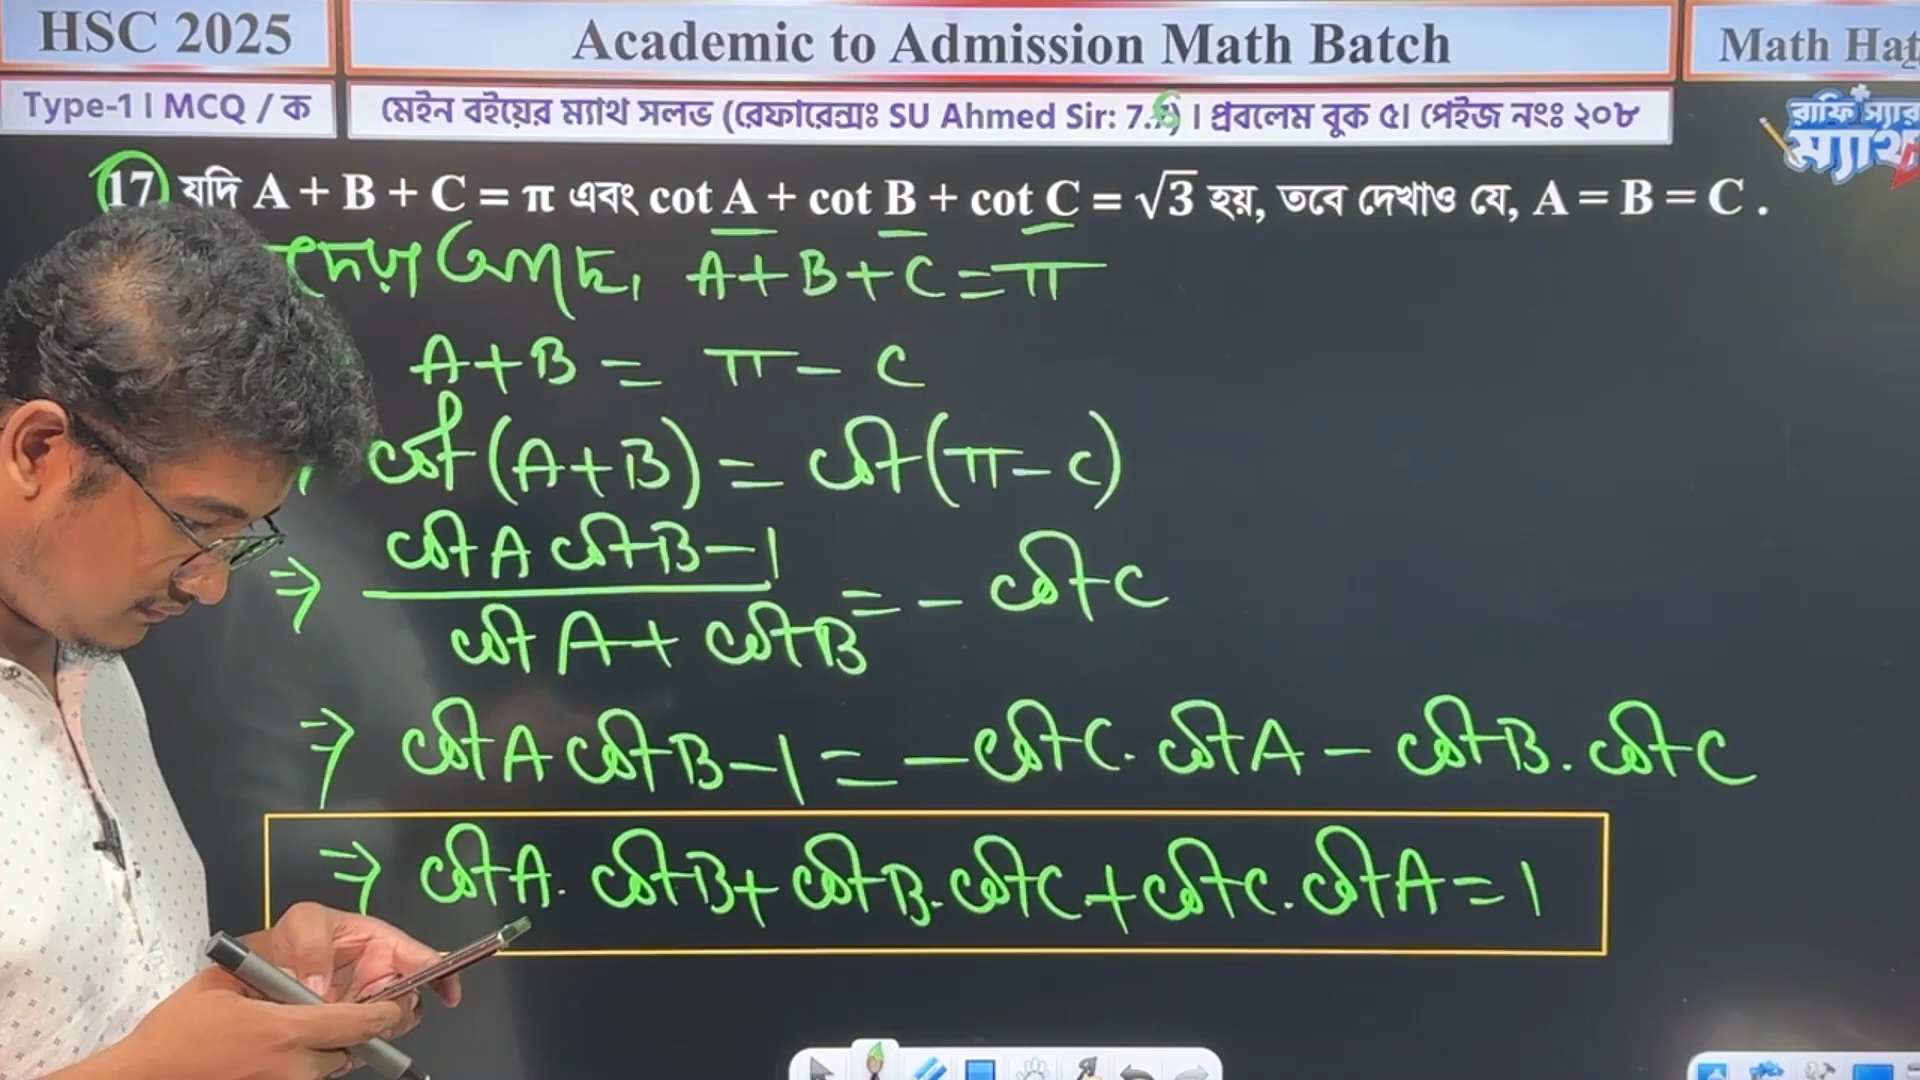 HSC 2025
Academic to Admission Math Batch
Math Hat
Type-1 | MCQ / ক
মেইন বইয়ের ম্যাথ সলভ (রেফারেন্সঃ SU Ahmed Sir: 7.6) | প্রবলেম বুক ৫। পেইজ নংঃ ২০৮
রাফি স্যার
ম্যাথ
17 যদি A + B + C = π এবং cot A + cot B + cot C = √3 হয়, তবে দেখাও যে, A = B = C .
দেওয়া আছে, A+B+C=π
A+B = π - C
cot(A+B) = cot(π-C)
⇒ (cotA cotB-1)/(cotA+cotB) = -cotC
⇒ cotA cotB-1 = -cotC. cotA - cotB. cotC
⇒ cotA. cotB+cotB.cotC+cotC.cotA=1